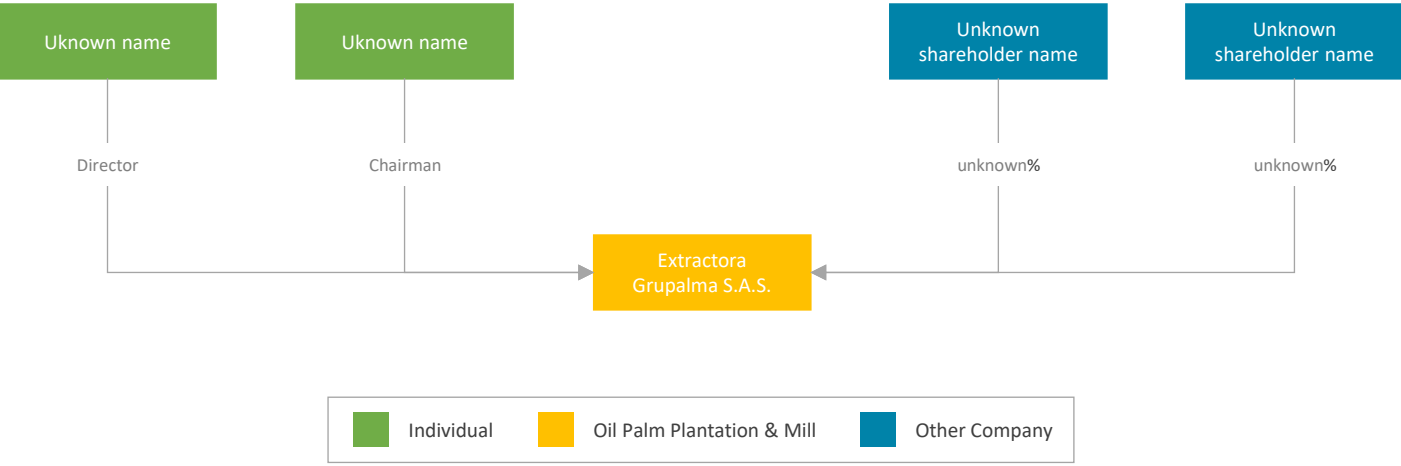 Uknown name
Uknown name
Unknown
shareholder name
Unknown
shareholder name
Director
Chairman
unknown%
unknown%
Extractora
Grupalma S.A.S.
Individual
Oil Palm Plantation & Mill
Other Company